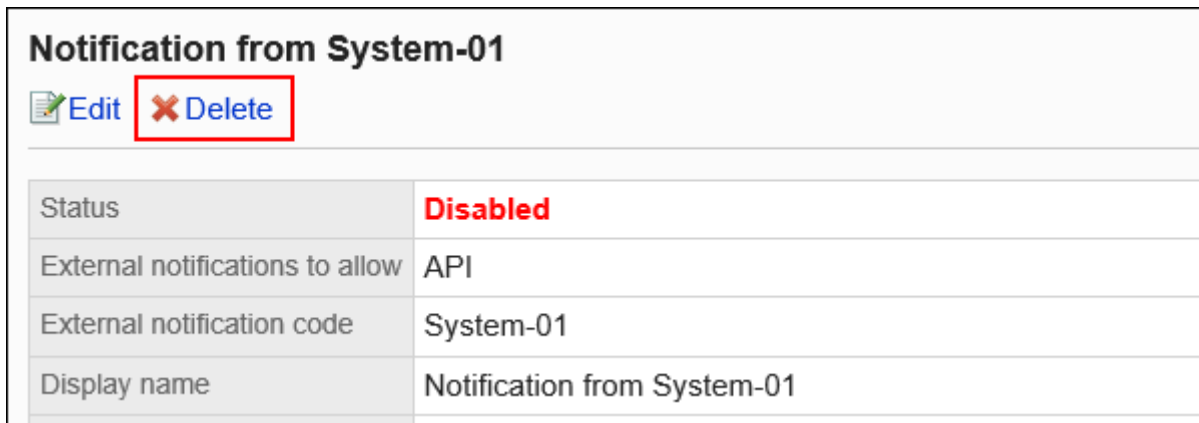 Notification from System-01
Edit Delete
Status Disabled
External notifications to allow API
External notification code System-01
Display name Notification from System-01